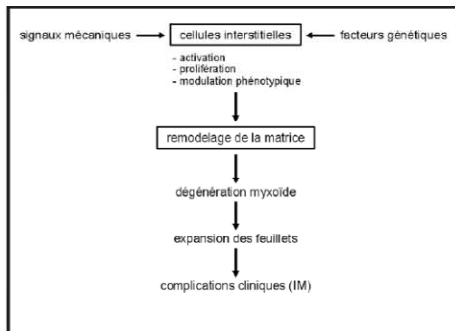 signaux mécaniques
cellules interstitielles
facteurs génétiques
- activation
- prolifération
- modulation phénotypique
remodelage de la matrice
dégénération myxoïde
expansion des feuillets
complications cliniques (IM)